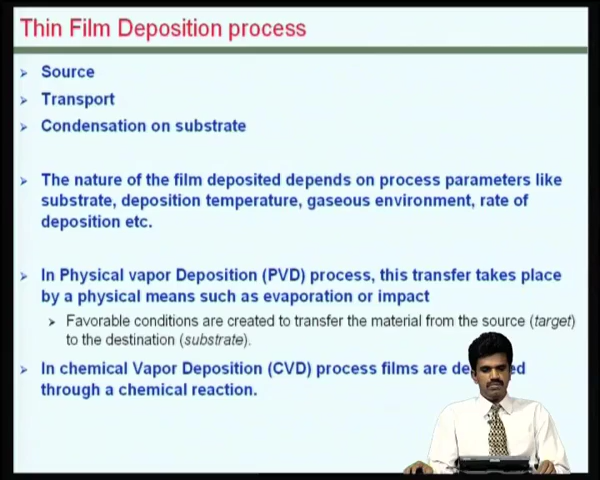 Thin Film Deposition process
Source
Transport
Condensation on substrate
The nature of the film deposited depends on process parameters like
substrate, deposition temperature, gaseous environment, rate of
deposition etc.
In Physical vapor Deposition (PVD) process, this transfer takes place
by a physical means such as evaporation or impact
Favorable conditions are created to transfer the material from the source (target)
to the destination (substrate).
In chemical Vapor Deposition (CVD) process films are
through a chemical reaction.